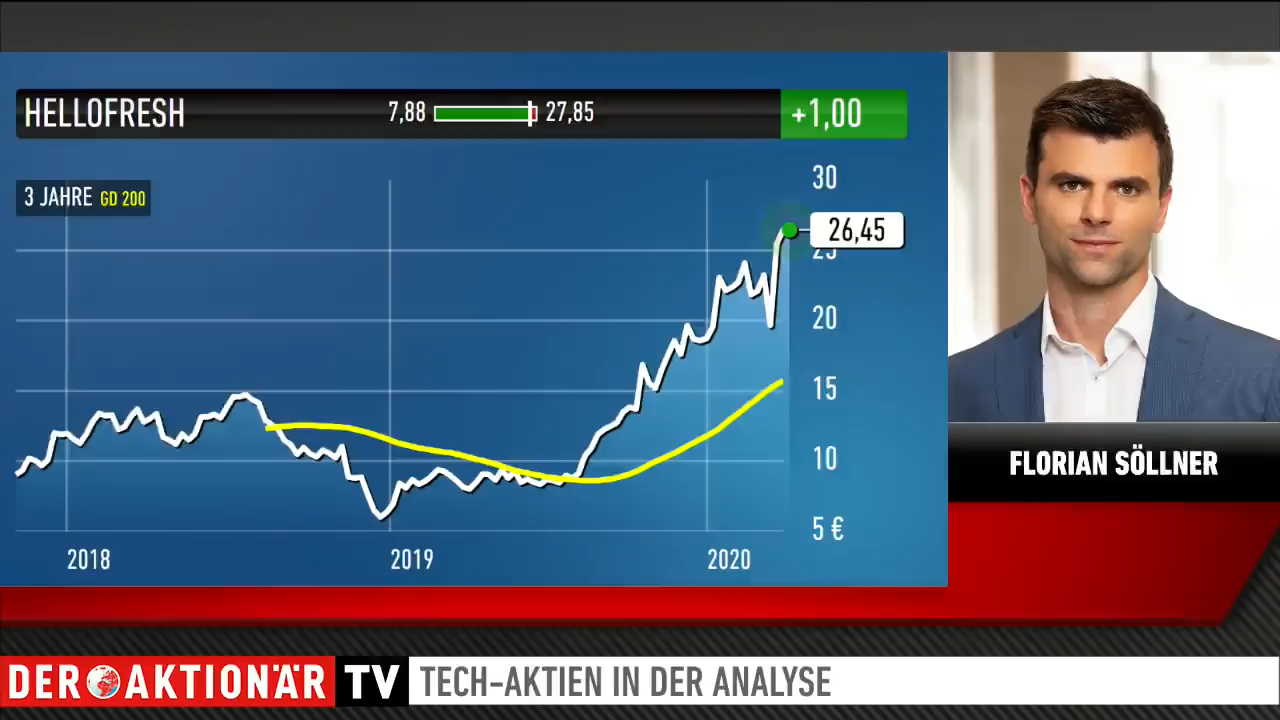 HELLOFRESH 7,88 27,85 +1,00
3 JAHRE GD 200
30
26,45
25
20
15
10
5 €
2018 2019 2020
FLORIAN SÖLLNER
DER AKTIONÄR TV TECH-AKTIEN IN DER ANALYSE